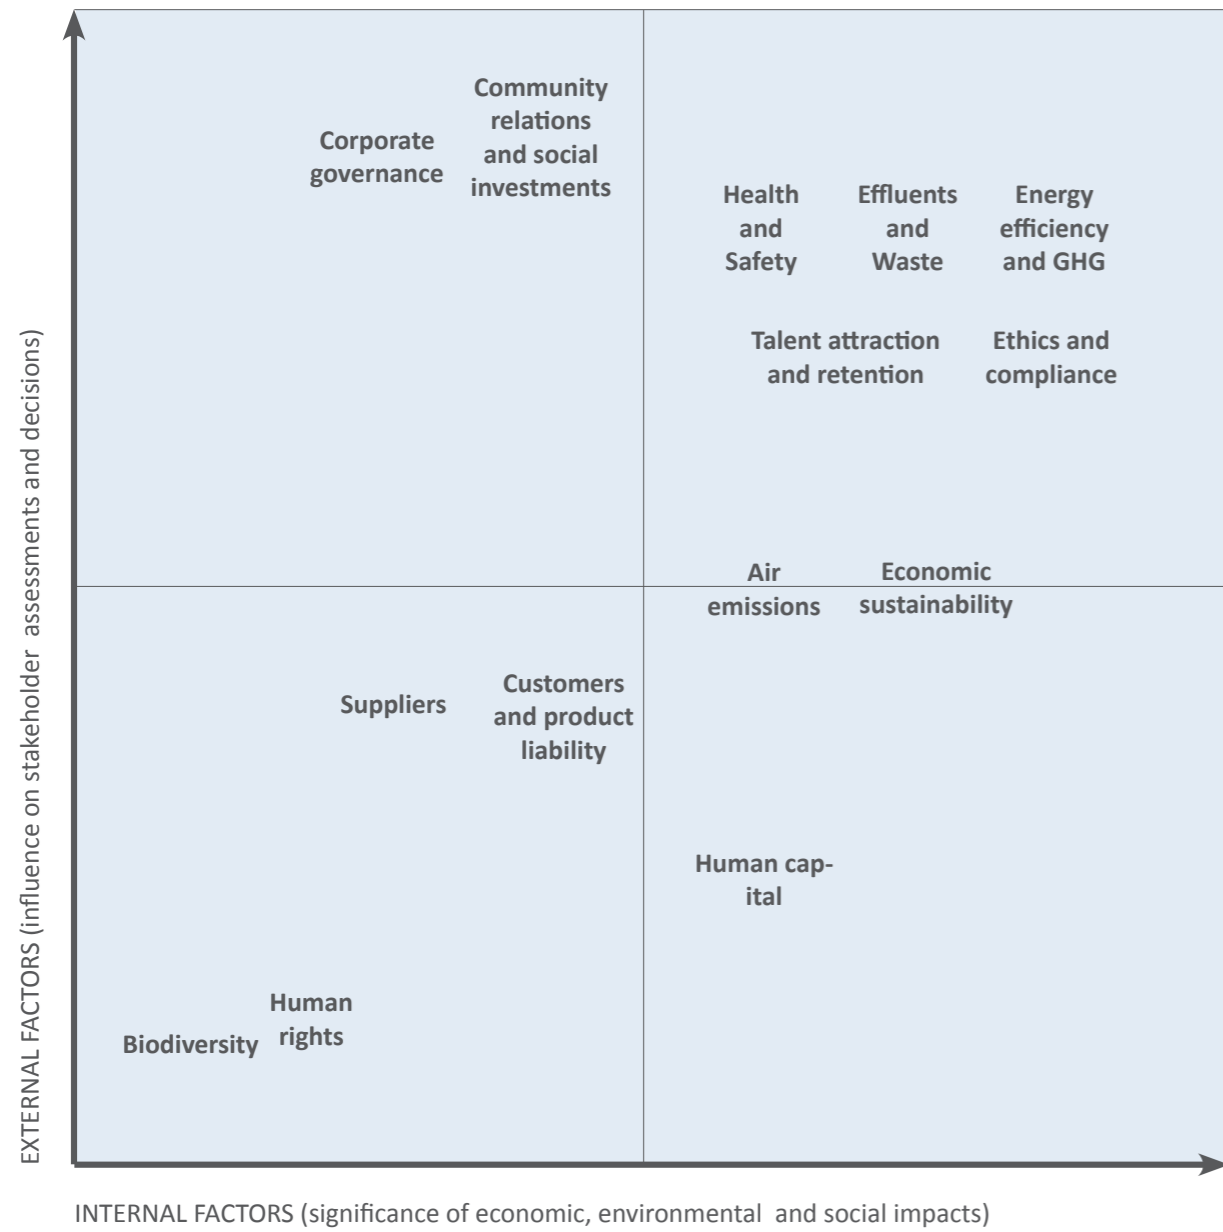 Community
relations
and social
investments
Corporate
governance
Health
and
Safety
Effluents
and
Waste
Energy
efficiency
and GHG
Talent attraction
and retention
Ethics and
compliance
Air
emissions
Economic
sustainability
Suppliers
Customers
and product
liability
Human cap-
ital
Human
rights
Biodiversity
EXTERNAL FACTORS (influence on stakeholder assessments and decisions)
INTERNAL FACTORS (significance of economic, environmental and social impacts)